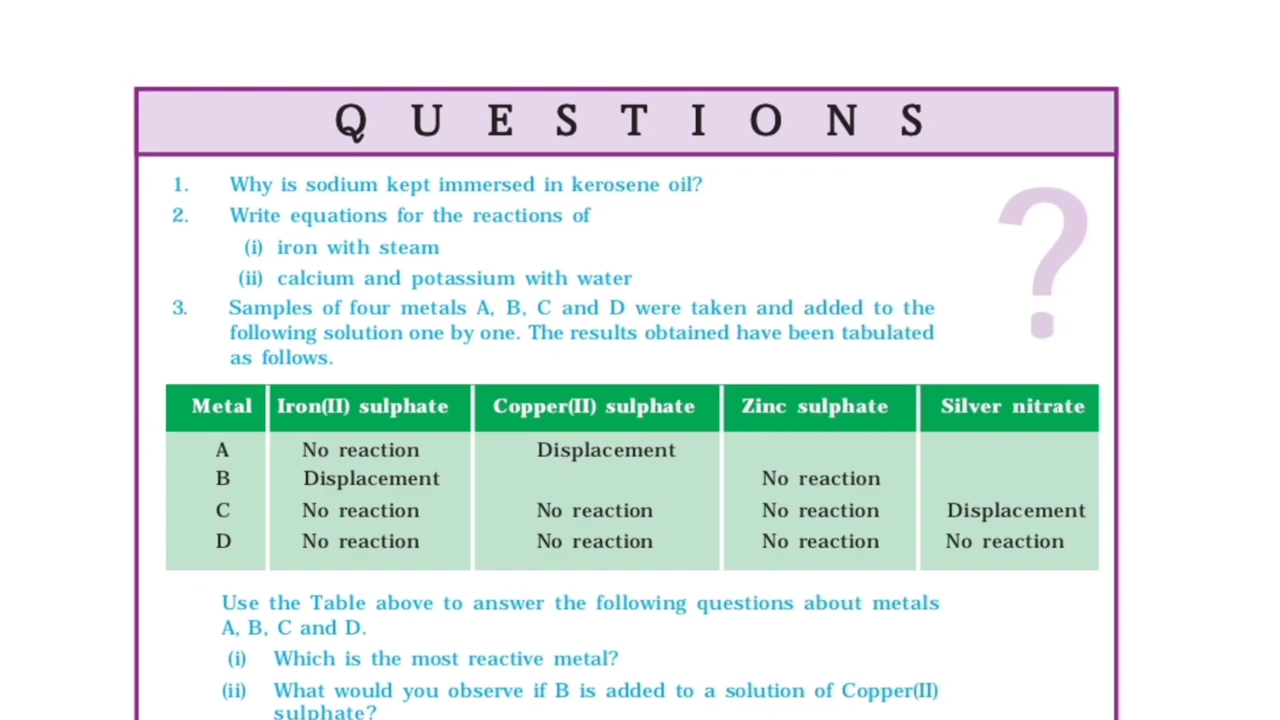 QUESTIONS
1. Why is sodium kept immersed in kerosene oil?
2. Write equations for the reactions of
(i) iron with steam
(ii) calcium and potassium with water
3. Samples of four metals A, B, C and D were taken and added to the
following solution one by one. The results obtained have been tabulated
as follows.
Metal Iron(II) sulphate Copper(II) sulphate Zinc sulphate Silver nitrate
A No reaction Displacement
B Displacement No reaction
C No reaction No reaction No reaction Displacement
D No reaction No reaction No reaction No reaction
Use the Table above to answer the following questions about metals
A, B, C and D.
(i) Which is the most reactive metal?
(ii) What would you observe if B is added to a solution of Copper(II)
sulphate?
?